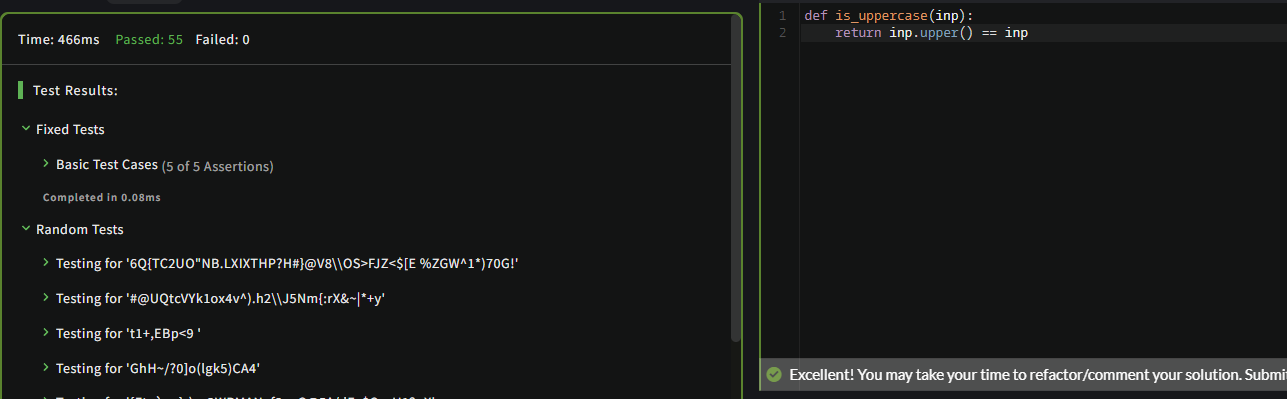 Time: 466ms Passed: 55 Failed: 0
Test Results:
Fixed Tests
Basic Test Cases (5 of 5 Assertions)
Completed in 0.08ms
Random Tests
Testing for '6Q{TC2UO"NB.LXIXTHP?H#}@V8\\OS>FJZ<$[E %ZGW^1*)70G!'
Testing for '#@UQtcVYk1ox4v^).h2\\J5Nm{:rX&~|*+y'
Testing for 't1+,EBp<9 '
Testing for 'GhH~/?0]o(lgk5)CA4'
1 def is_uppercase(inp):
2 return inp.upper() == inp
Excellent! You may take your time to refactor/comment your solution. Submi